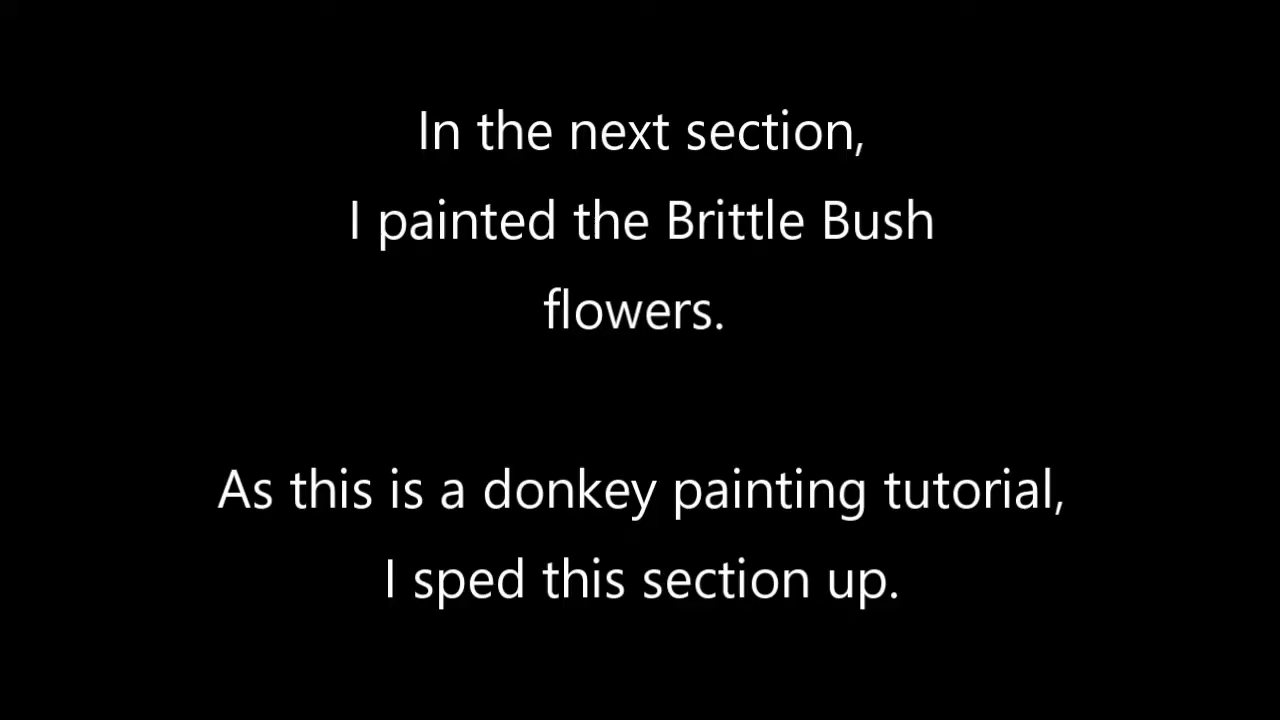 In the next section,
I painted the Brittle Bush
flowers.
As this is a donkey painting tutorial,
I sped this section up.